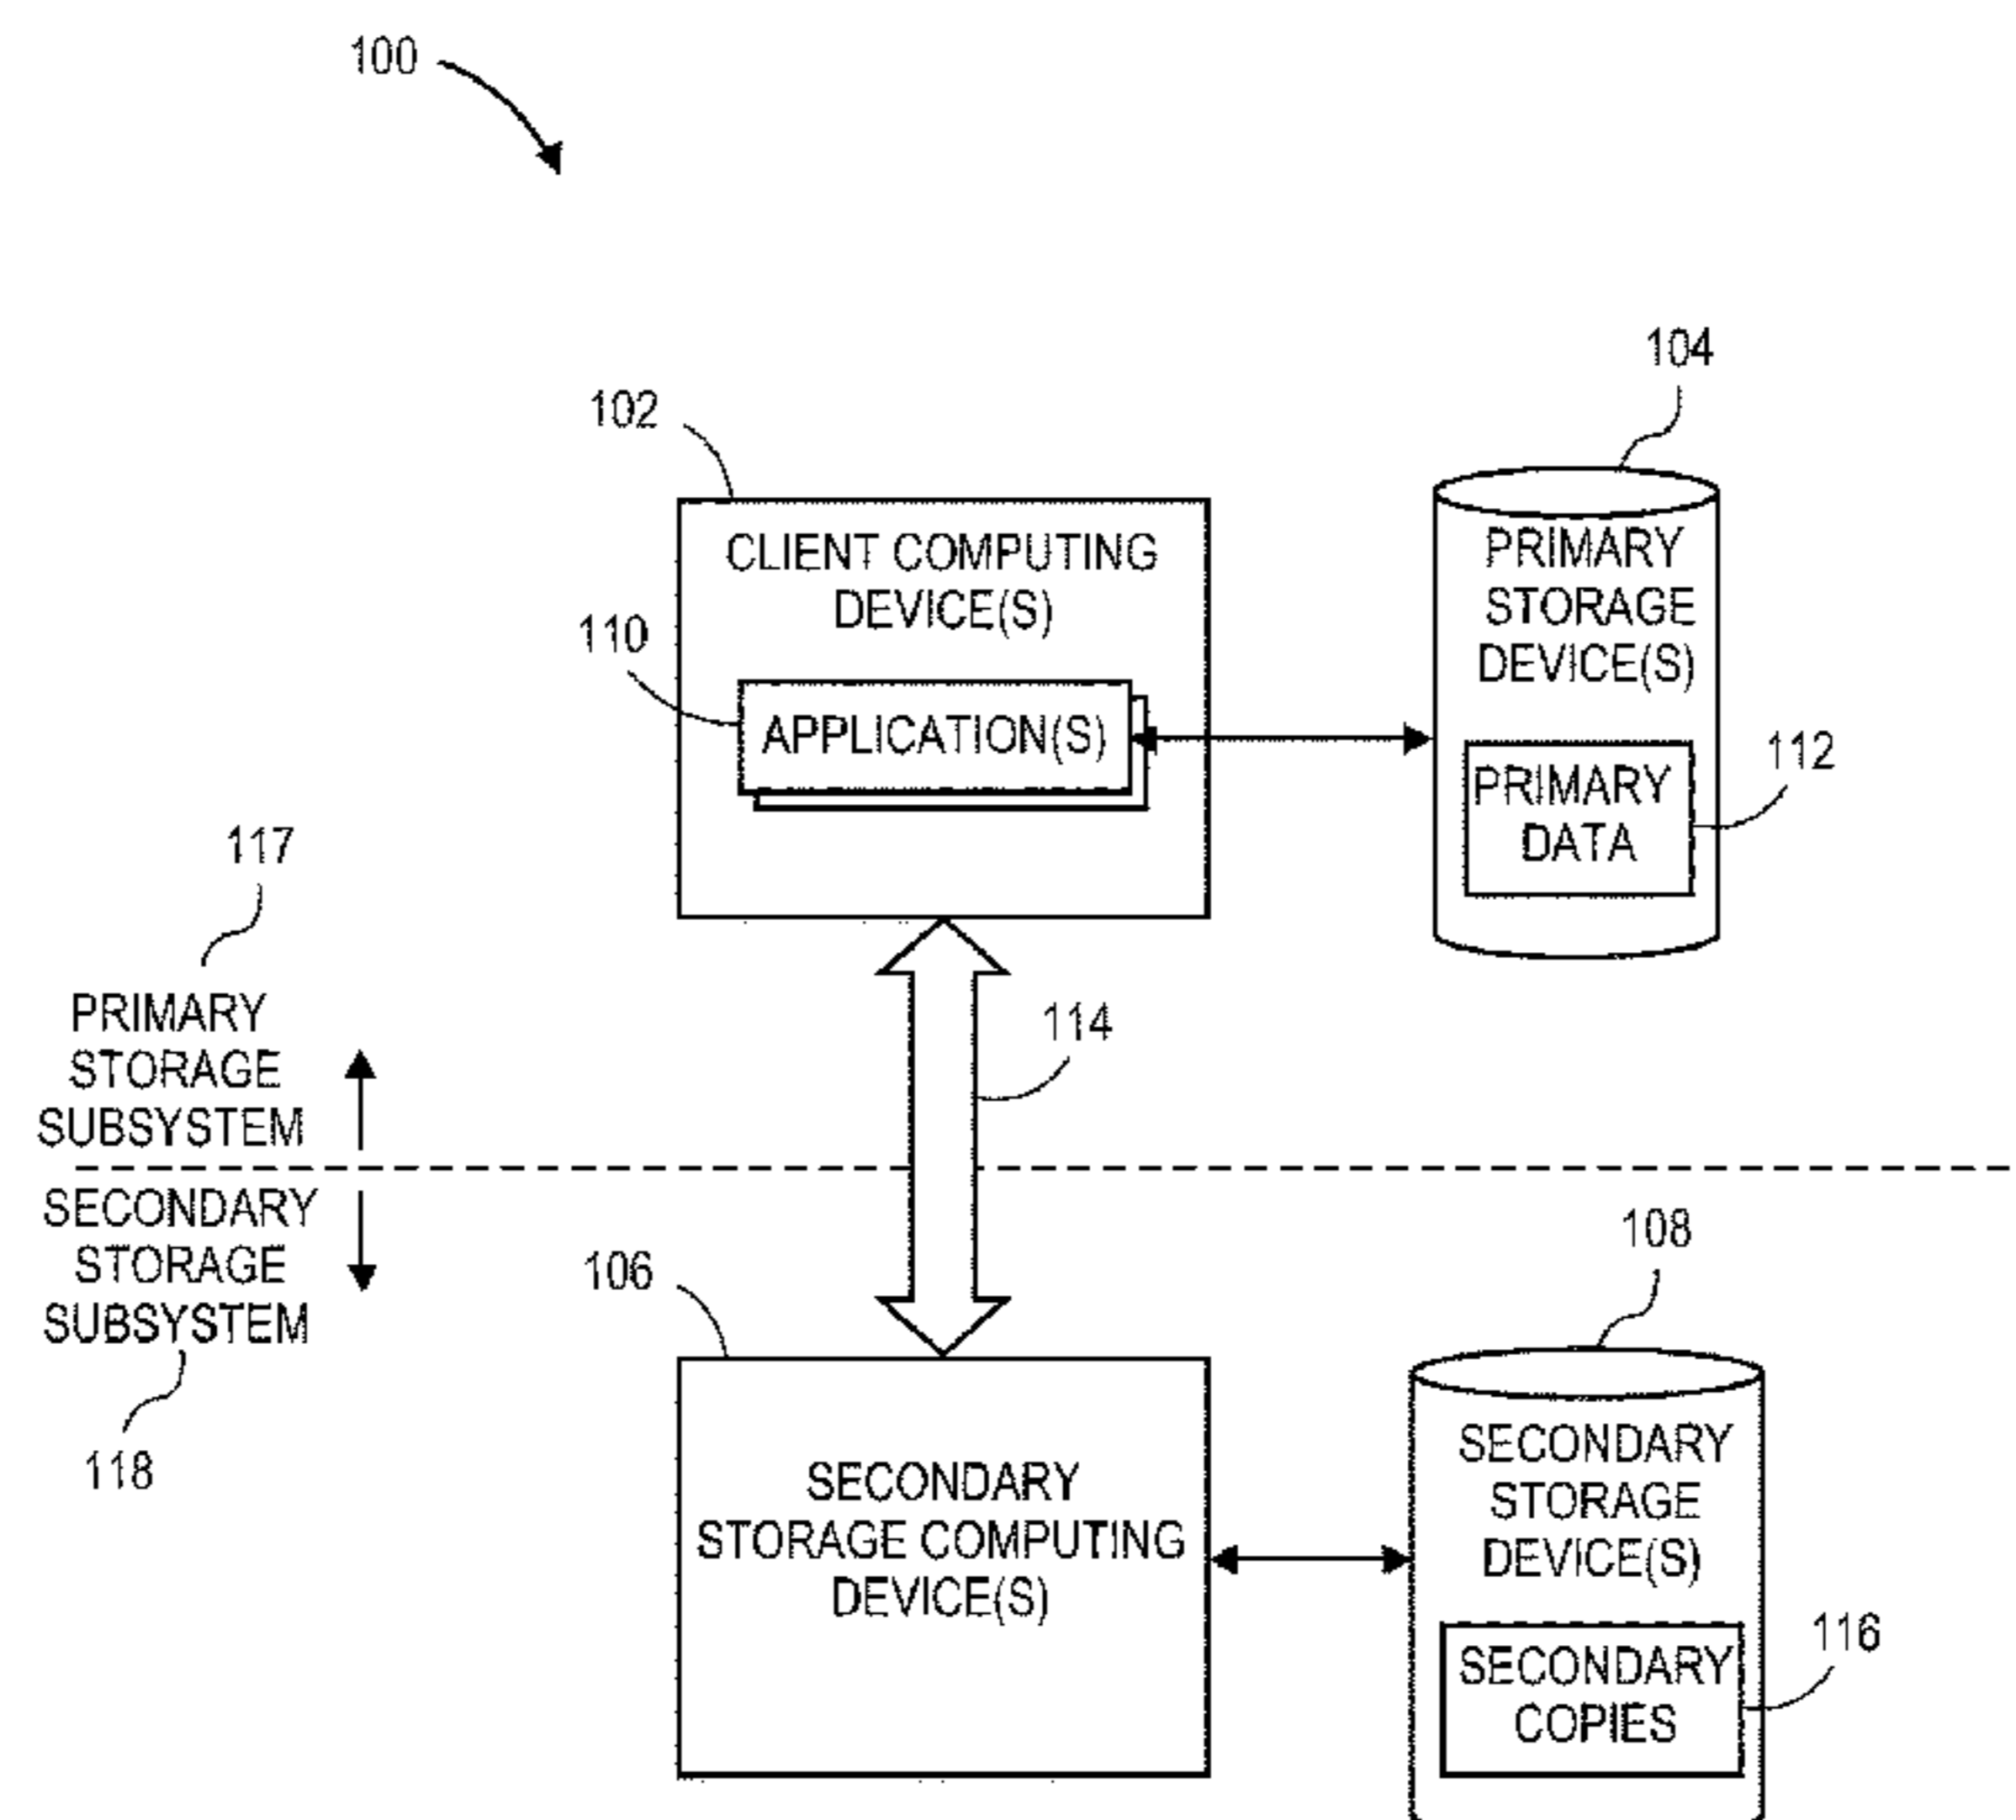 100
104
102
CLIENT COMPUTING
DEVICE(S)
PRIMARY
STORAGE
DEVICE(S)
110
APPLICATION(S)
PRIMARY
DATA
112
117
PRIMARY
STORAGE
SUBSYSTEM
114
SECONDARY
STORAGE
SUBSYSTEM
118
106
108
SECONDARY
STORAGE COMPUTING
DEVICE(S)
SECONDARY
STORAGE
DEVICE(S)
SECONDARY
COPIES
116